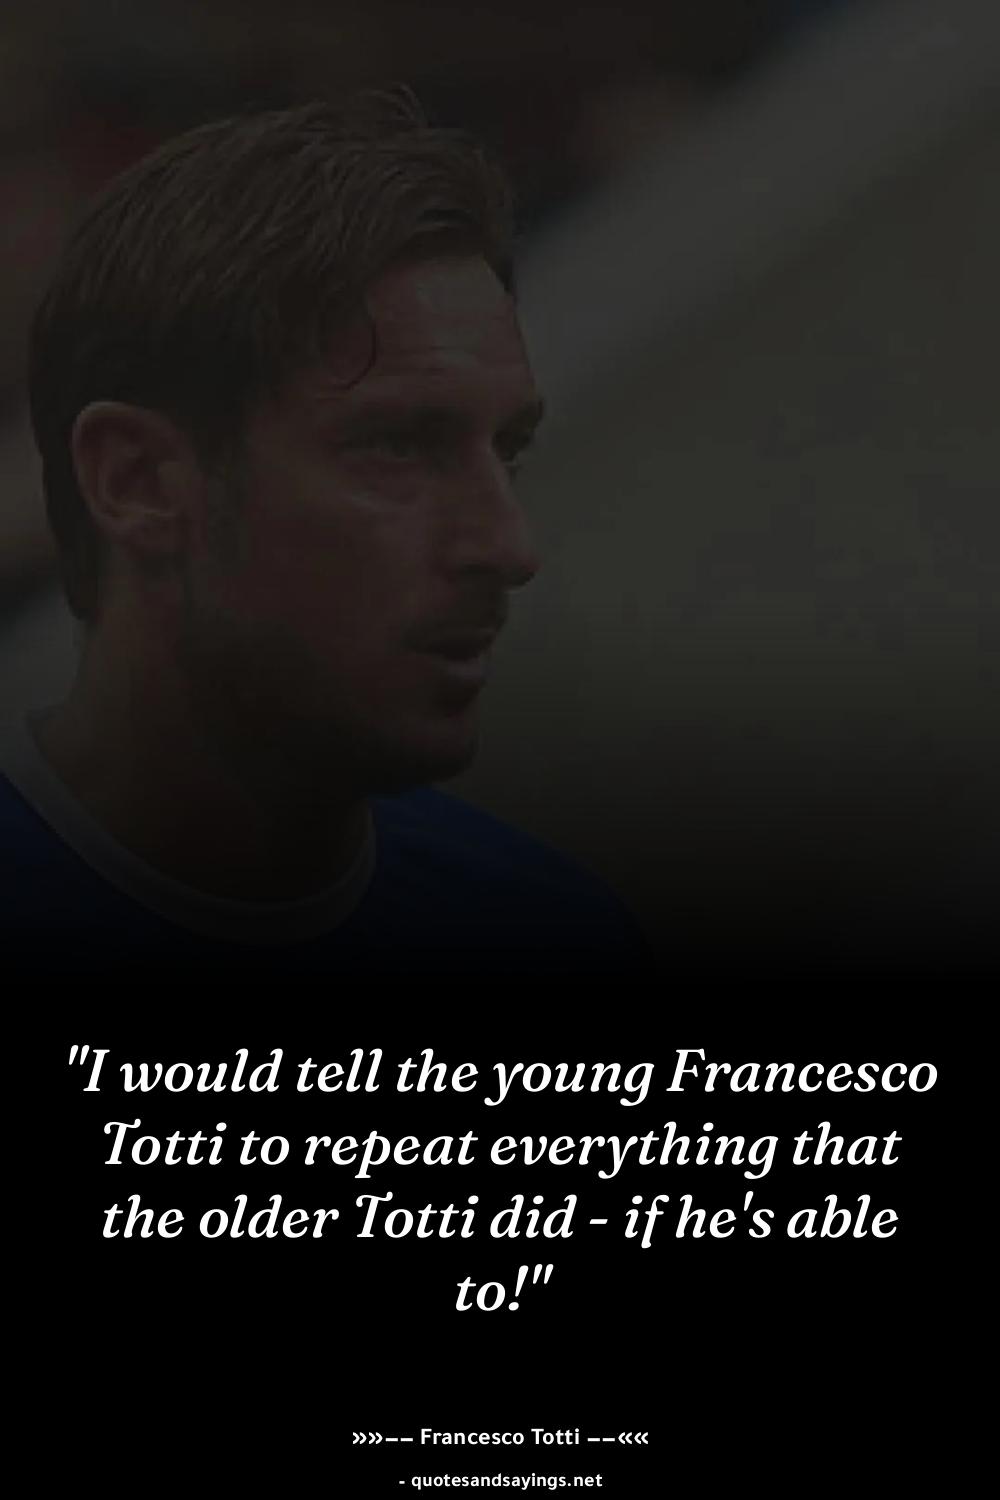 "I would tell the young Francesco
Totti to repeat everything that
the older Totti did - if he's able
to!"
»»−− Francesco Totti −−««
- quotesandsayings.net